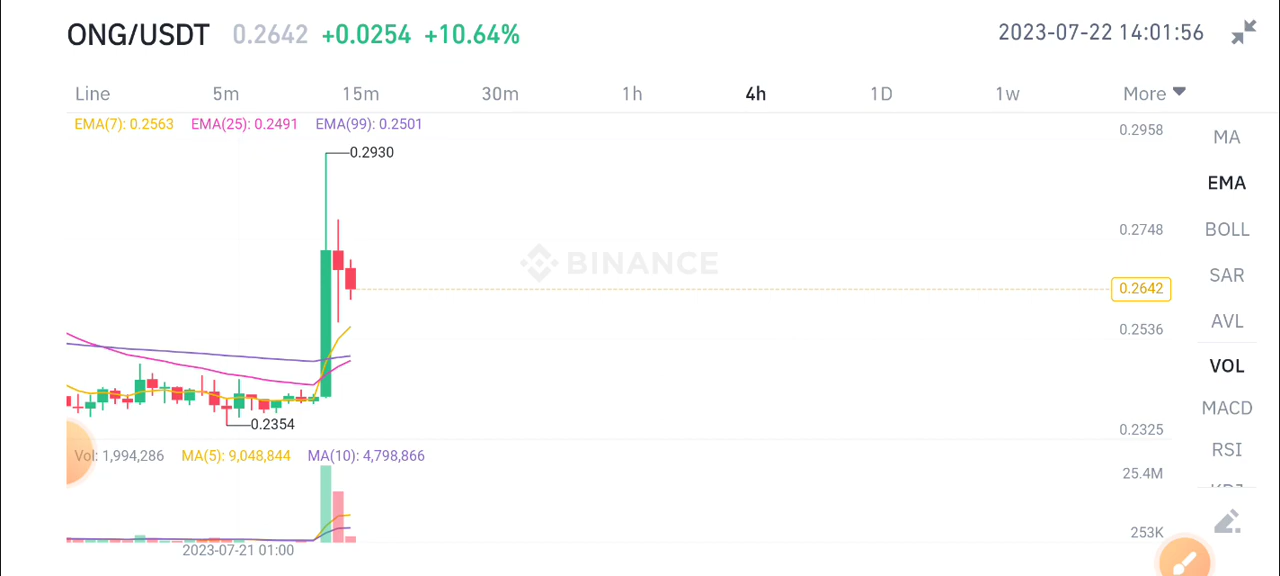 ONG/USDT 0.2642 +0.0254 +10.64% 2023-07-22 14:01:56
Line 5m 15m 30m 1h 4h 1D 1w More
EMA(7): 0.2563 EMA(25): 0.2491 EMA(99): 0.2501
0.2958
MA
0.2930
EMA
0.2748
BOLL
BINANCE
SAR
0.2642
AVL
0.2536
VOL
MACD
0.2354
0.2325
RSI
Vol: 1,994,286 MA(5): 9,048,844 MA(10): 4,798,866
25.4M
253K
2023-07-21 01:00